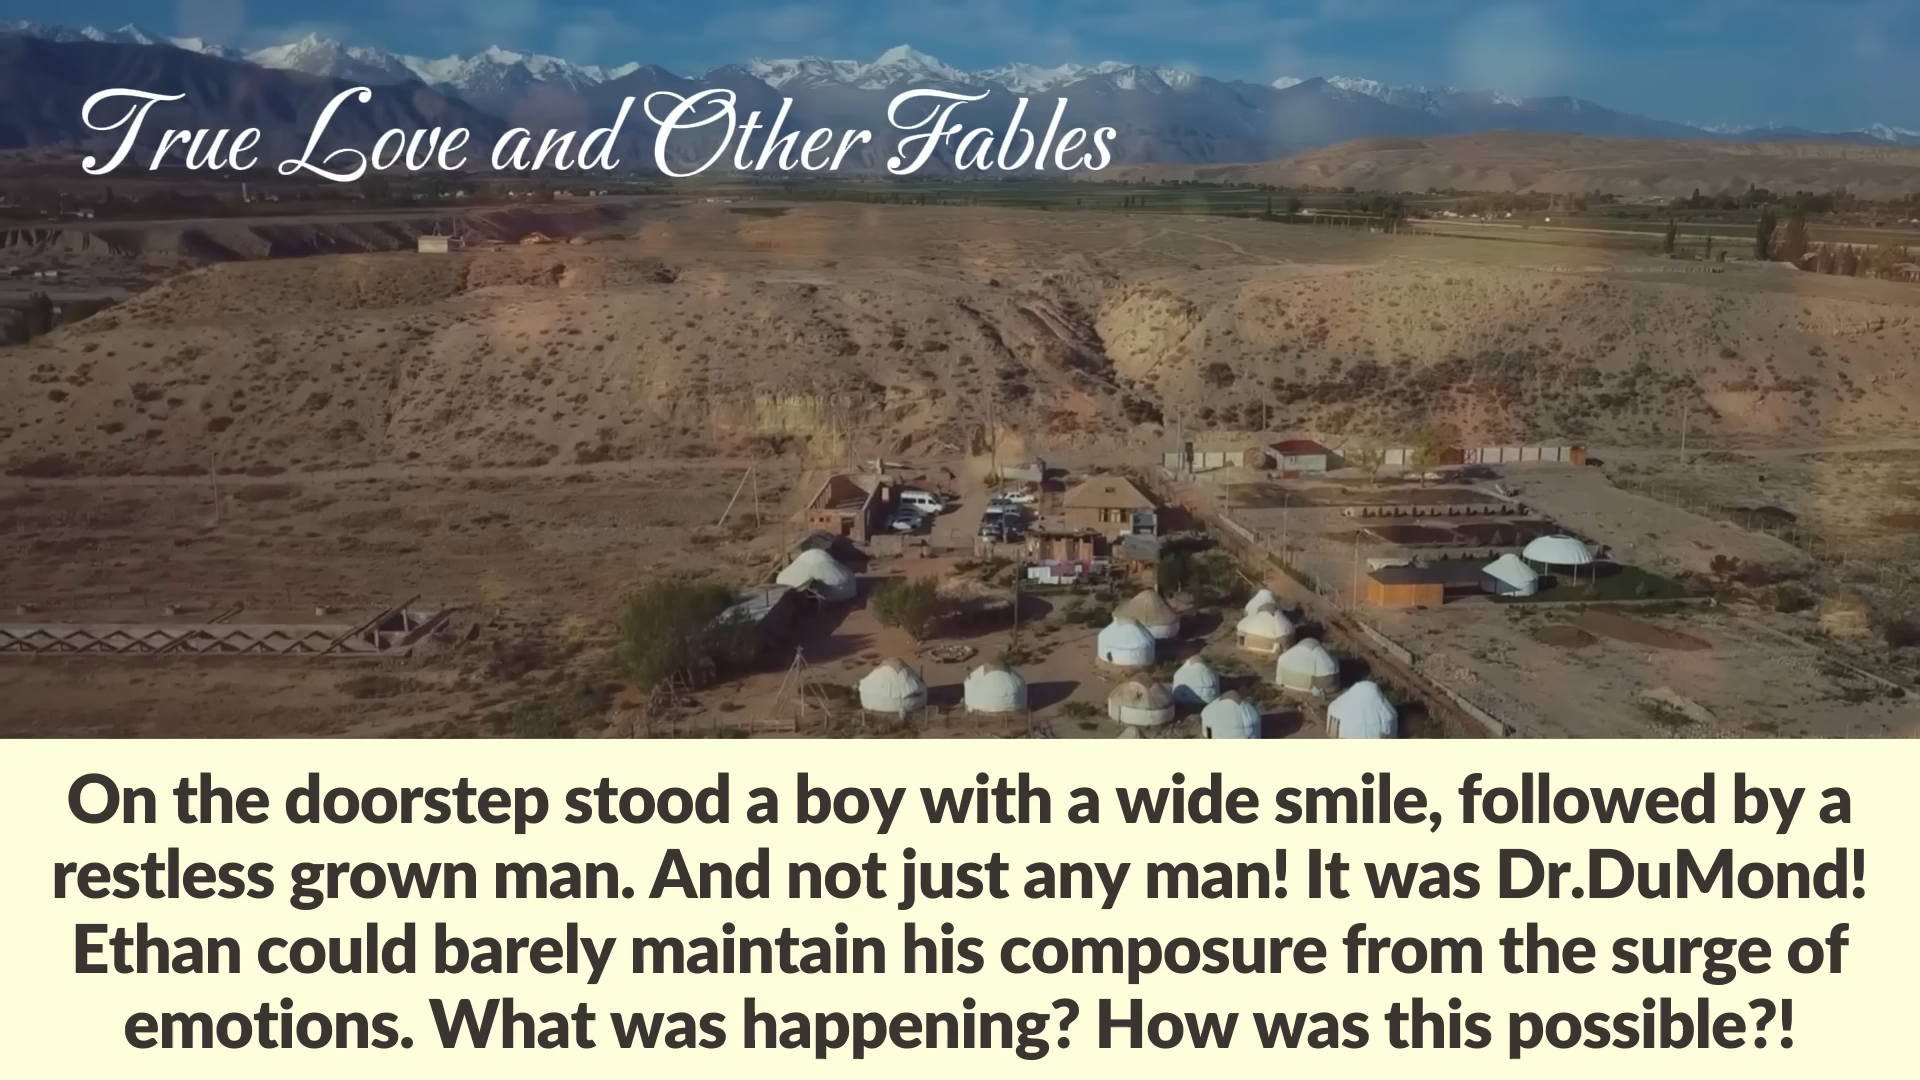 True Love and Other Fables
On the doorstep stood a boy with a wide smile, followed by a
restless grown man. And not just any man! It was Dr.DuMond!
Ethan could barely maintain his composure from the surge of
emotions. What was happening? How was this possible?!